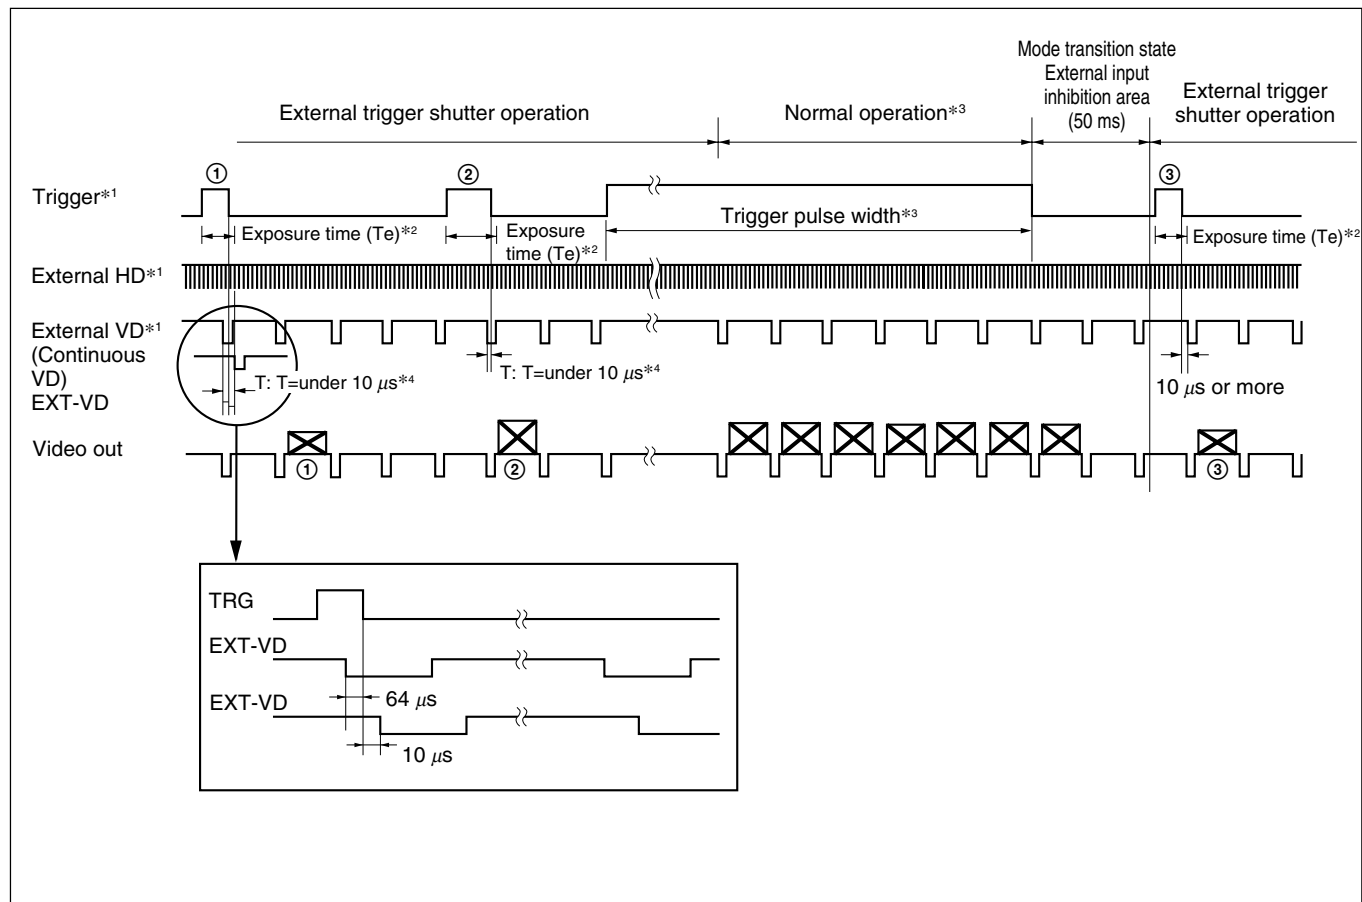 Mode transition state
External input
inhibition area
(50 ms)
External trigger shutter operation
Normal operation*3
External trigger
shutter operation
① ② ③
Trigger*1
Exposure time (Te)*2
Exposure
time (Te)*2
Trigger pulse width*3
Exposure time (Te)*2
External HD*1
External VD*1
(Continuous
VD)
EXT-VD
T: T=under 10 μs*4
T: T=under 10 μs*4
10 μs or more
Video out
① ② ③
TRG
EXT-VD
64 μs
EXT-VD
10 μs